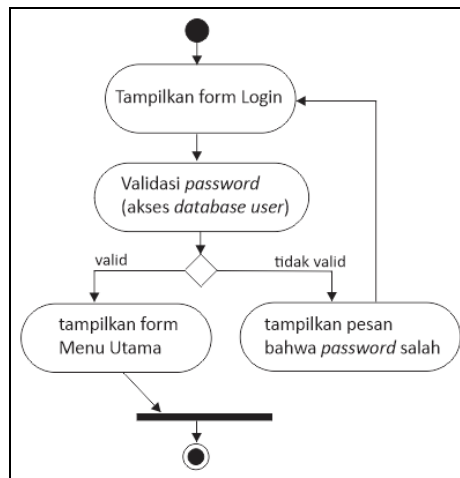 Tampilkan form Login
Validasi password
(akses database user)
valid
tidak valid
tampilkan form
Menu Utama
tampilkan pesan
bahwa password salah